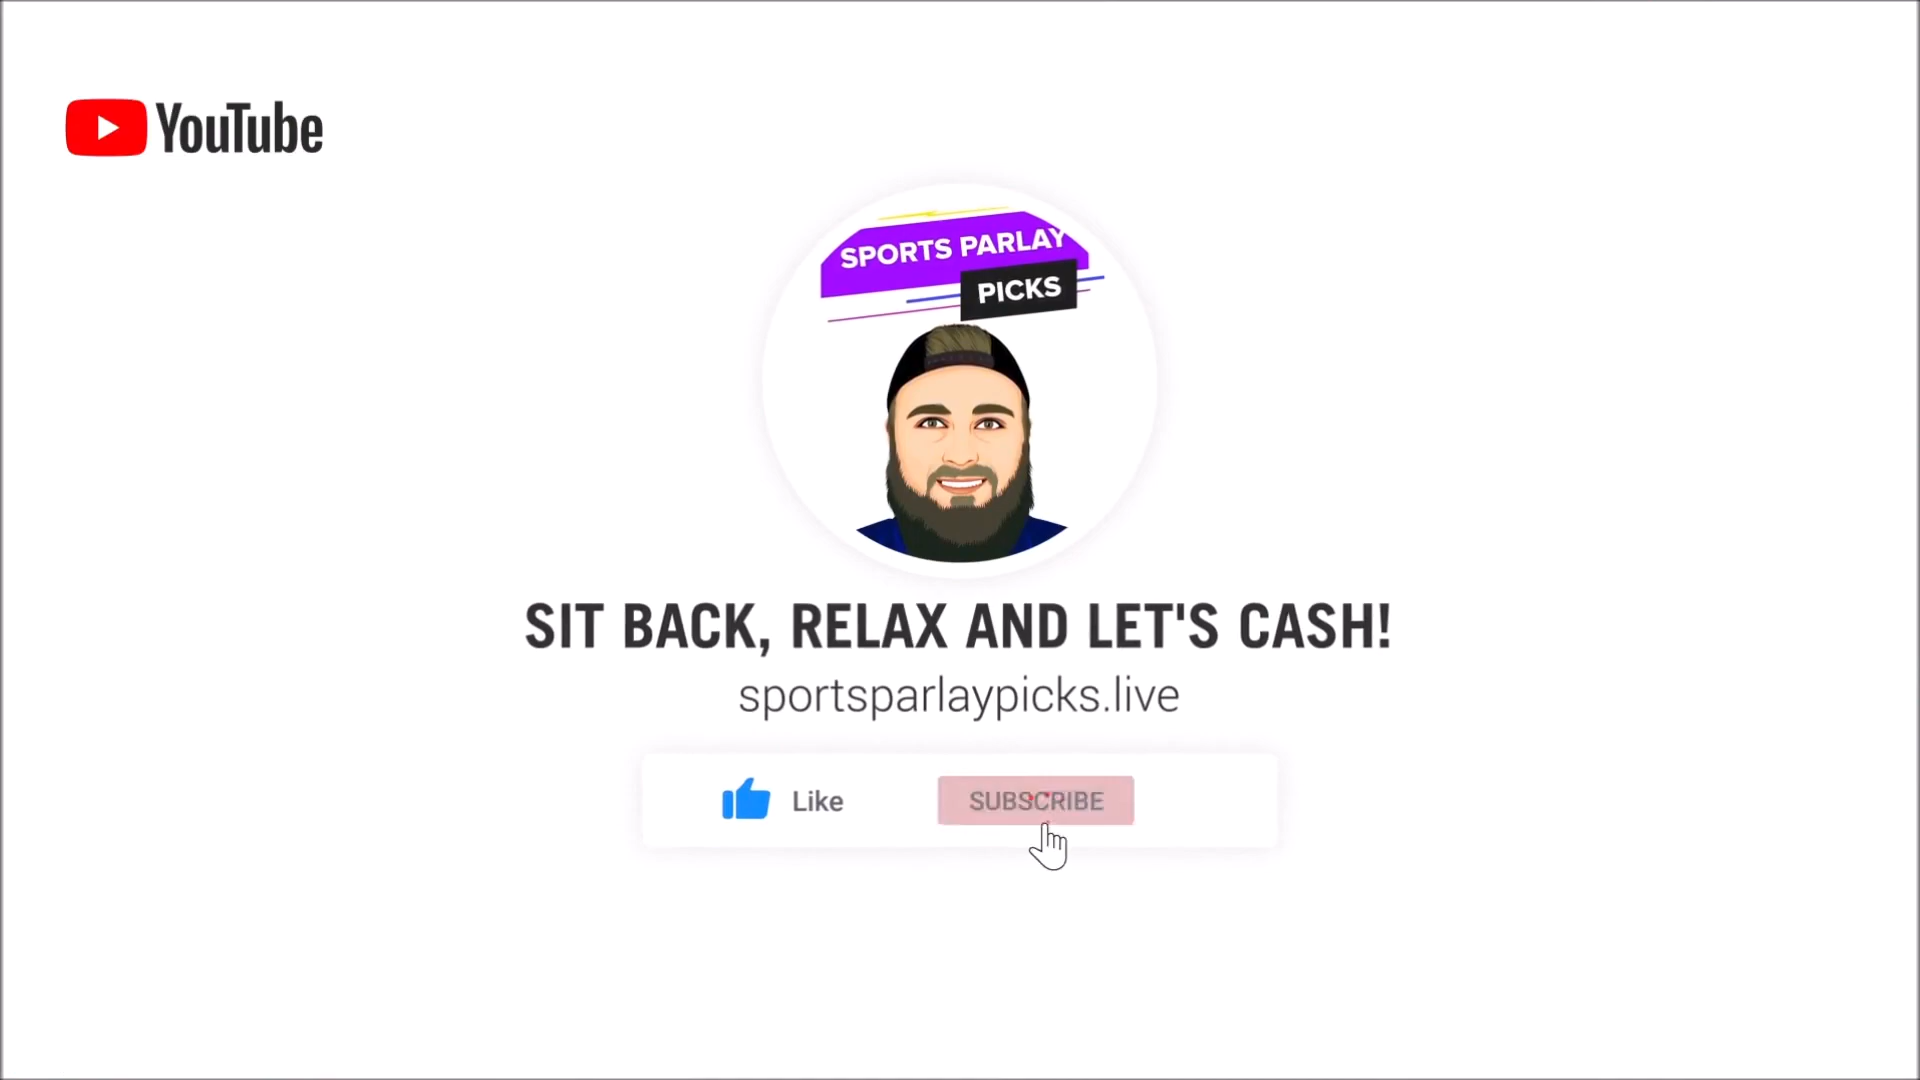 YouTube
SPORTS PARLAY
PICKS
SIT BACK, RELAX AND LET'S CASH!
sportsparlaypicks.live
Like
SUBSCRIBE